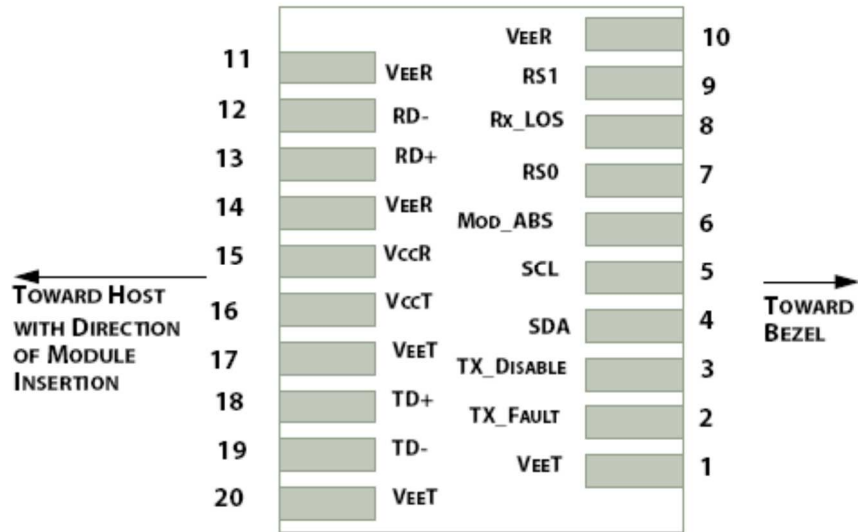 VEER 10
11 VEER
RS1 9
12 RD-
Rx_LOS 8
13 RD+
RS0 7
14 VEER
MOD_ABS 6
15 VCCR
SCL 5
16 VCCT
SDA 4
17 VEET
TX_DISABLE 3
18 TD+
TX_FAULT 2
19 TD-
VEET 1
20 VEET
TOWARD HOST
WITH DIRECTION
OF MODULE
INSERTION
TOWARD
BEZEL